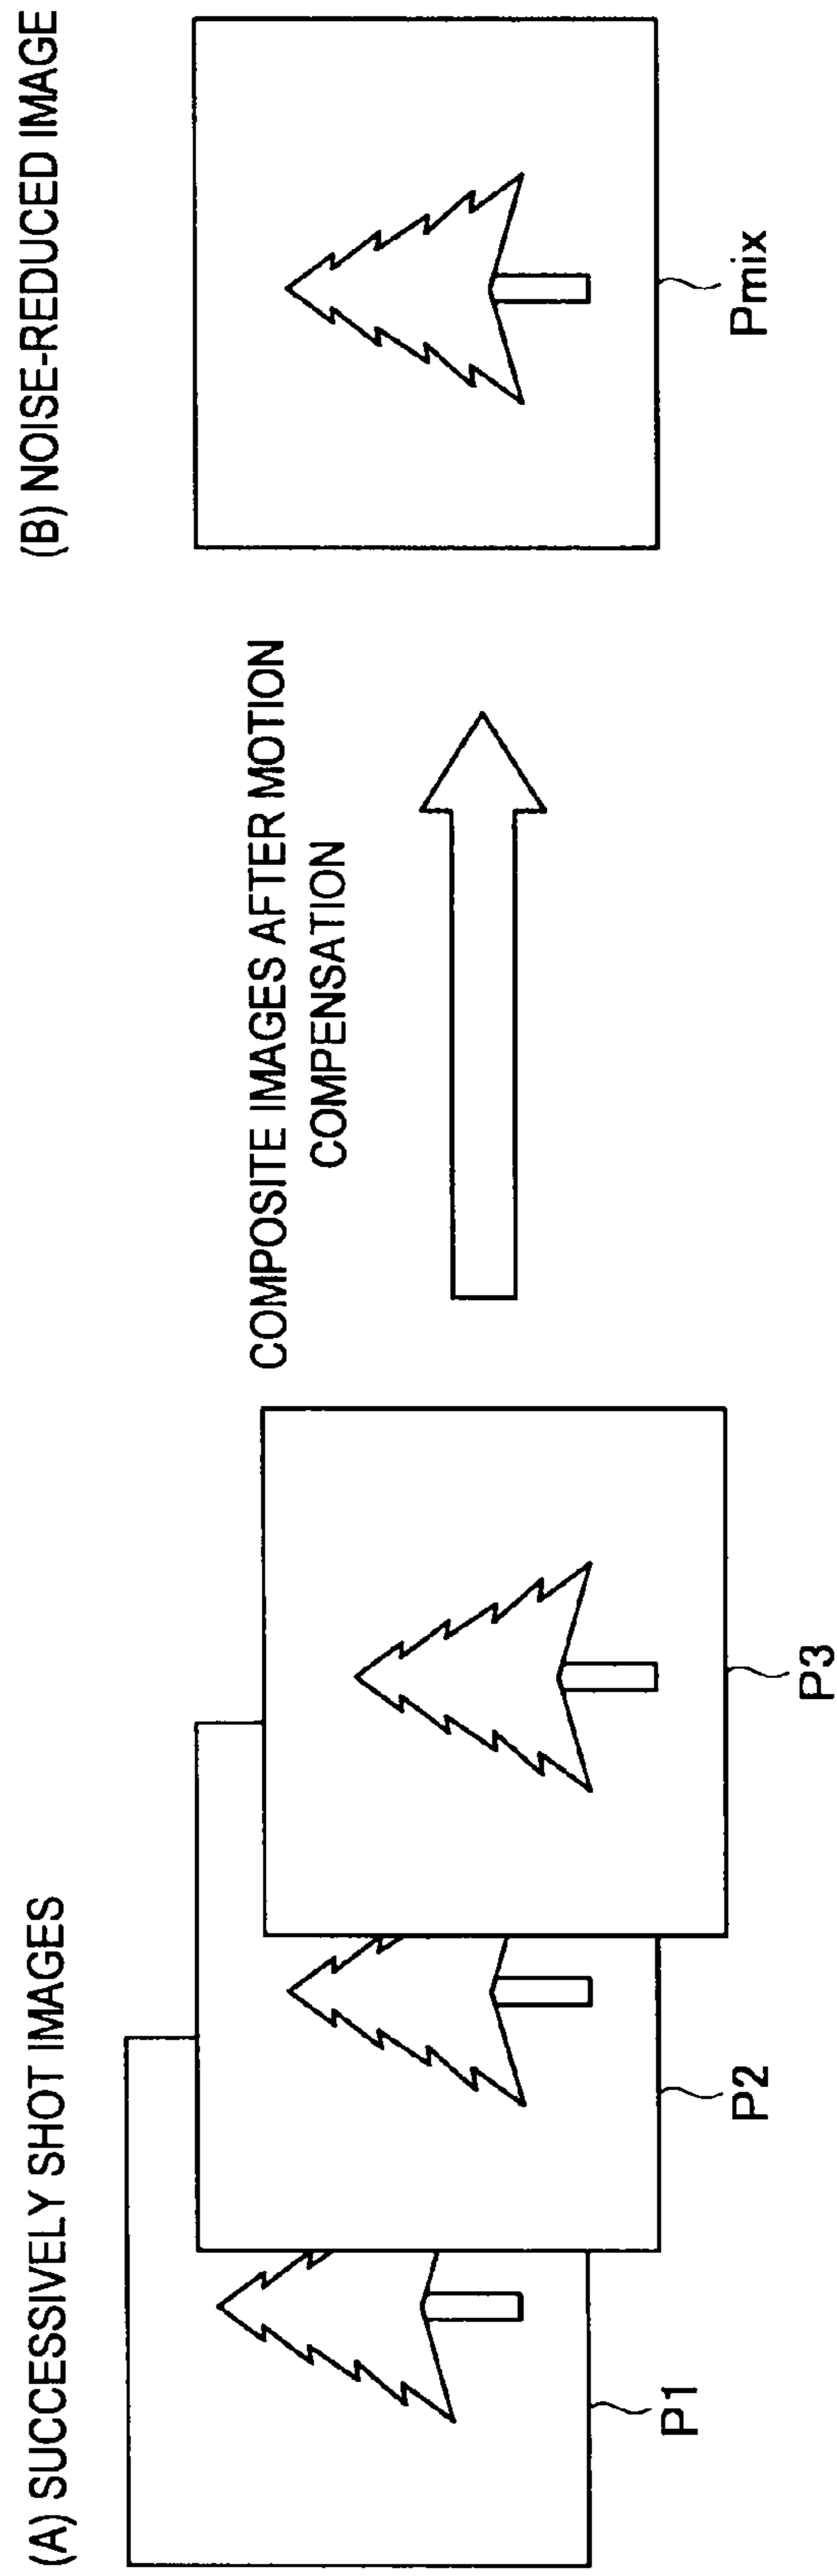 (A) SUCCESSIVELY SHOT IMAGES
P1
P2
P3
COMPOSITE IMAGES AFTER MOTION
COMPENSATION
(B) NOISE-REDUCED IMAGE
Pmix